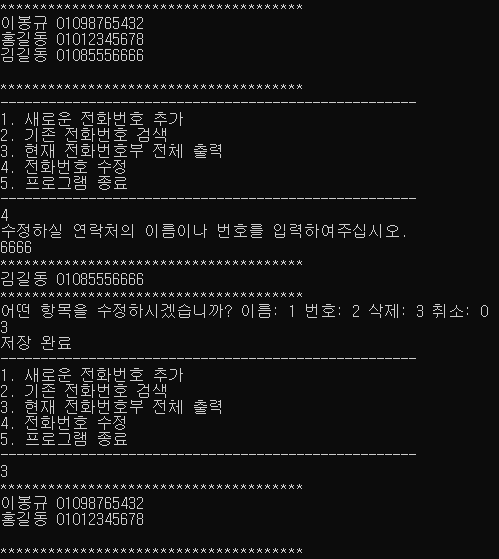 **************************************
이봉규 01098765432
홍길동 01012345678
김길동 01085556666

**************************************
----------------------------------------------------
1. 새로운 전화번호 추가
2. 기존 전화번호 검색
3. 현재 전화번호부 전체 출력
4. 전화번호 수정
5. 프로그램 종료
----------------------------------------------------
4
수정하실 연락처의 이름이나 번호를 입력하여주십시오.
6666
**************************************
김길동 01085556666
**************************************
어떤 항목을 수정하시겠습니까? 이름: 1 번호: 2 삭제: 3 취소: 0
3
저장 완료
----------------------------------------------------
1. 새로운 전화번호 추가
2. 기존 전화번호 검색
3. 현재 전화번호부 전체 출력
4. 전화번호 수정
5. 프로그램 종료
----------------------------------------------------
3
**************************************
이봉규 01098765432
홍길동 01012345678

**************************************